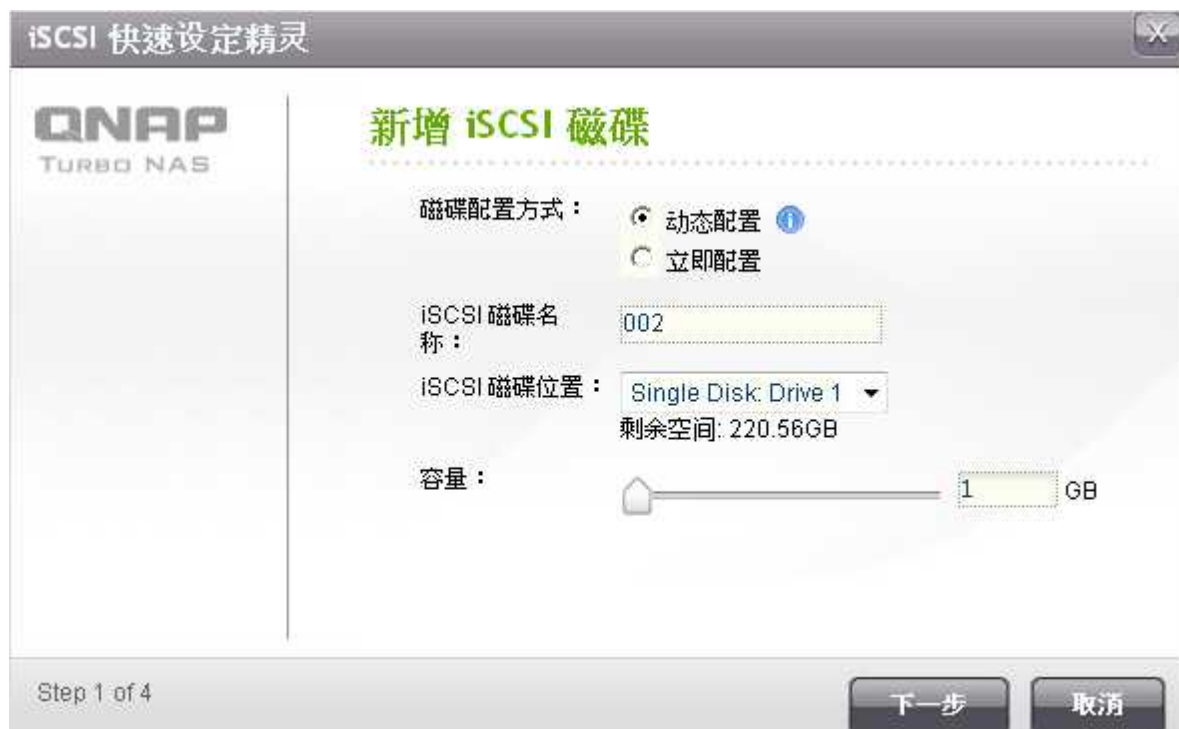 iSCSI 快速设定精灵
QNAP
TURBO NAS
新增 iSCSI 磁碟
磁碟配置方式：
动态配置
立即配置
iSCSI 磁碟名
称：
002
iSCSI 磁碟位置：
Single Disk: Drive 1
剩余空间: 220.56GB
容量：
1 GB
Step 1 of 4
下一步
取消